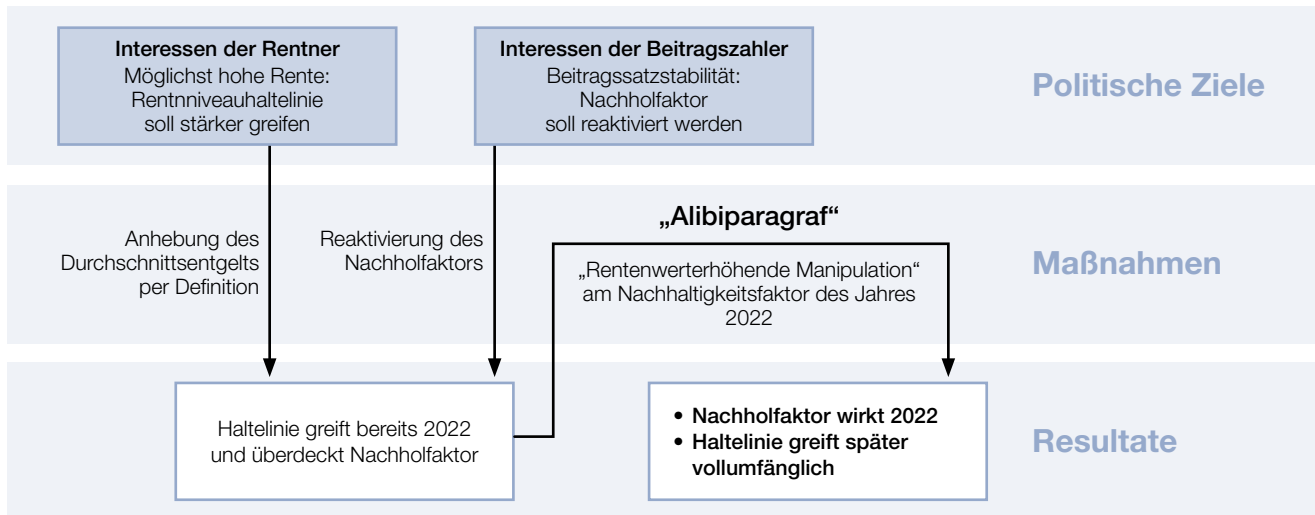 Interessen der Rentner
Möglichst hohe Rente:
Rentnniveauhaltelinie
soll stärker greifen
Interessen der Beitragszahler
Beitragssatzstabilität:
Nachholfaktor
soll reaktiviert werden
Politische Ziele
Anhebung des
Durchschnittsentgelts
per Definition
Reaktivierung des
Nachholfaktors
„Alibiparagraf“
„Rentenwerterhöhende Manipulation“
am Nachhaltigkeitsfaktor des Jahres
2022
Maßnahmen
Haltelinie greift bereits 2022
und überdeckt Nachholfaktor
• Nachholfaktor wirkt 2022
• Haltelinie greift später
vollumfänglich
Resultate